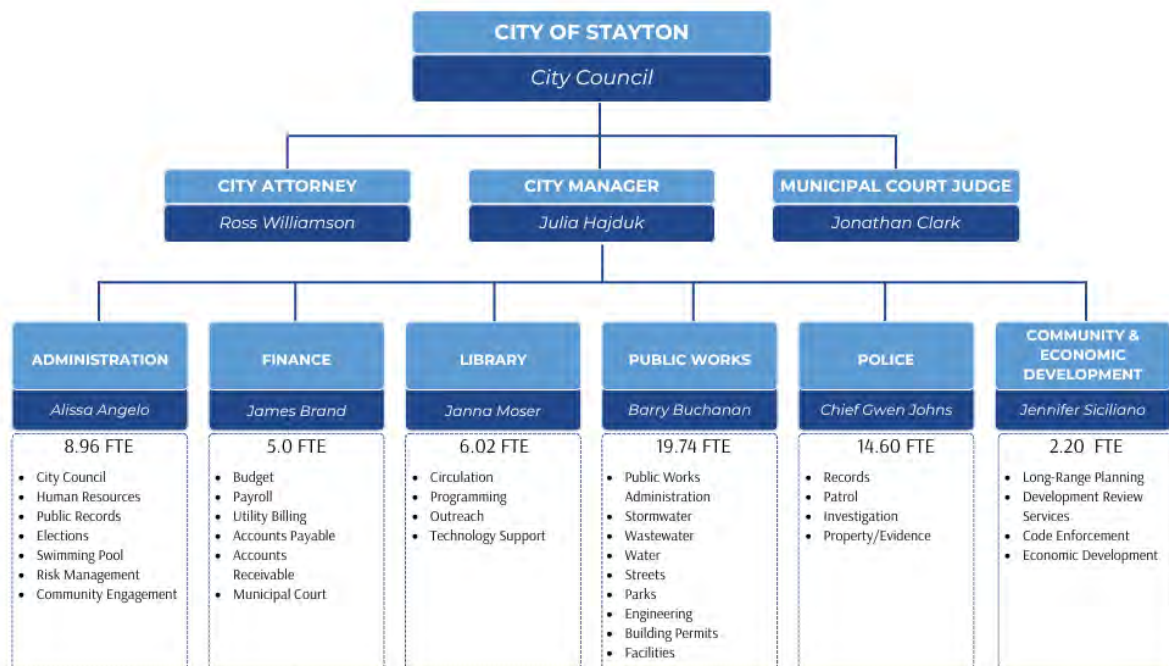 CITY OF STAYTON
City Council
CITY ATTORNEY
Ross Williamson
CITY MANAGER
Julia Hajduk
MUNICIPAL COURT JUDGE
Jonathan Clark
ADMINISTRATION
Alissa Angelo
8.96 FTE
• City Council
• Human Resources
• Public Records
• Elections
• Swimming Pool
• Risk Management
• Community Engagement
FINANCE
James Brand
5.0 FTE
• Budget
• Payroll
• Utility Billing
• Accounts Payable
• Accounts
Receivable
• Municipal Court
LIBRARY
Janna Moser
6.02 FTE
• Circulation
• Programming
• Outreach
• Technology Support
PUBLIC WORKS
Barry Buchanan
19.74 FTE
• Public Works
Administration
• Stormwater
• Wastewater
• Water
• Streets
• Parks
• Engineering
• Building Permits
• Facilities
POLICE
Chief Gwen Johns
14.60 FTE
• Records
• Patrol
• Investigation
• Property/Evidence
COMMUNITY &
ECONOMIC
DEVELOPMENT
Jennifer Siciliano
2.20 FTE
• Long-Range Planning
• Development Review
Services
• Code Enforcement
• Economic Development